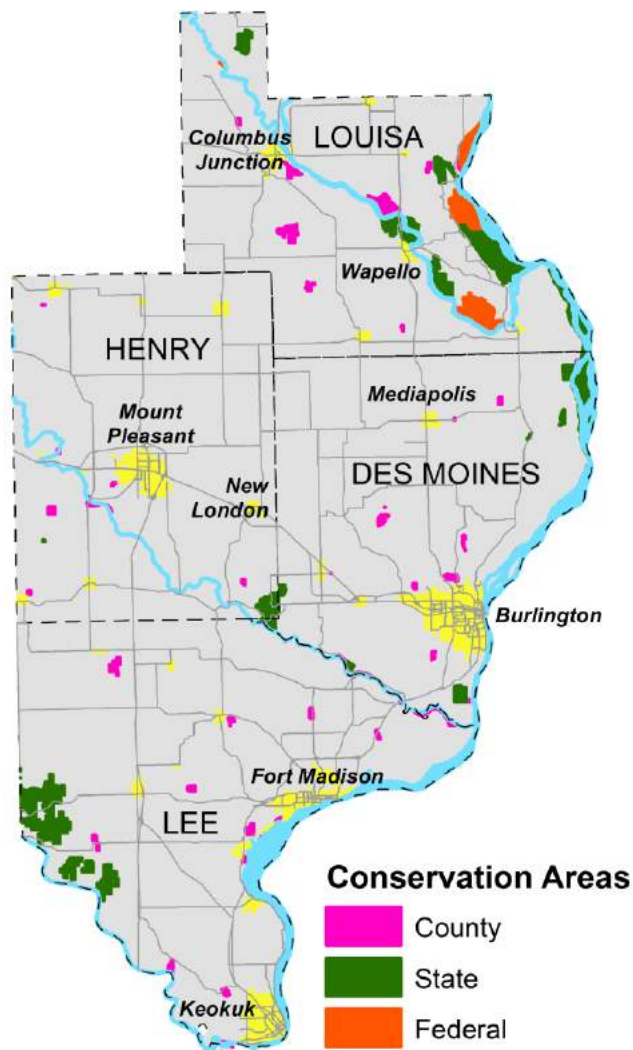 Columbus
Junction
LOUISA
Wapello
HENRY
Mount
Pleasant
Mediapolis
New
London
DES MOINES
Burlington
Fort Madison
LEE
Keokuk
Conservation Areas
County
State
Federal